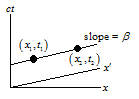 ct
(x₁,t₁)
slope = β
(x₂,t₂)
x'
x